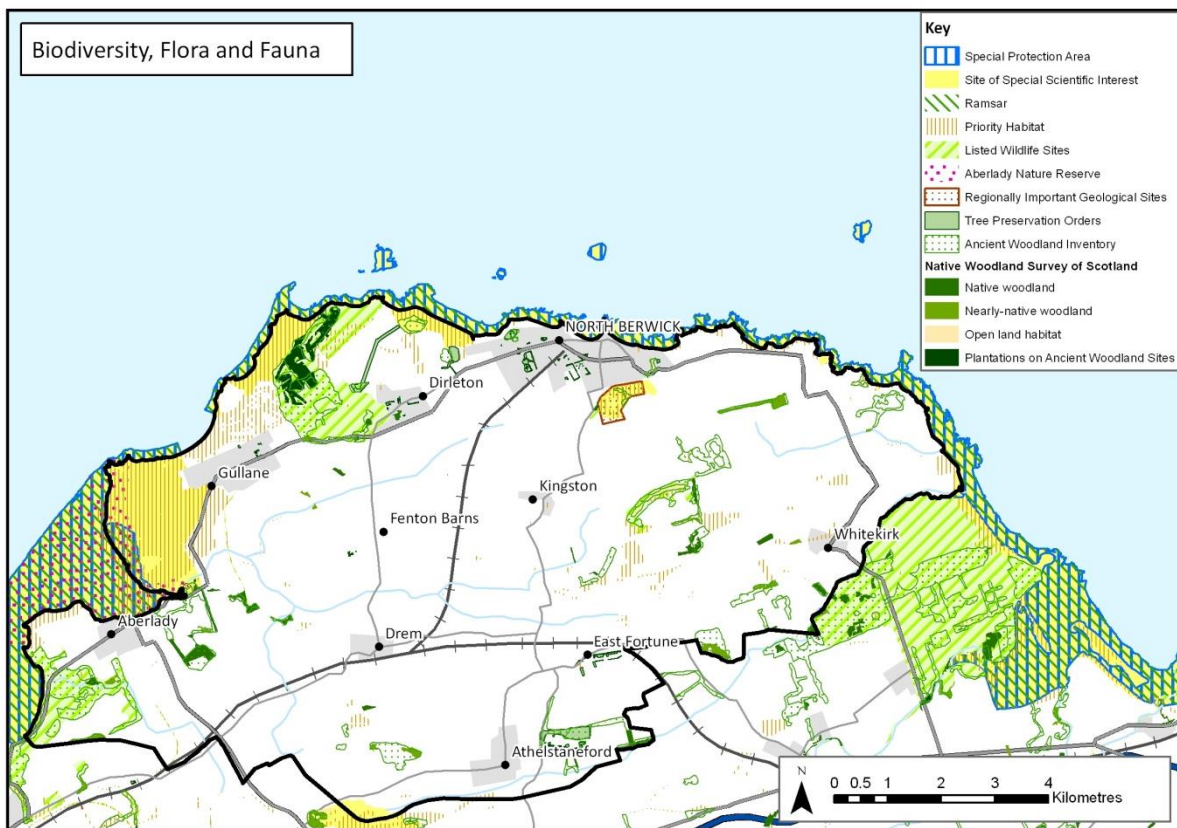 Biodiversity, Flora and Fauna
Key
Special Protection Area
Site of Special Scientific Interest
Ramsar
Priority Habitat
Listed Wildlife Sites
Aberlady Nature Reserve
Regionally Important Geological Sites
Tree Preservation Orders
Ancient Woodland Inventory
Native Woodland Survey of Scotland
Native woodland
Nearly-native woodland
Open land habitat
Plantations on Ancient Woodland Sites
NORTH BERWICK
Dirleton
Gullane
Kingston
Fenton Barns
Whitekirk
Aberlady
Drem
East Fortune
Athelstaneford
N
0 0.5 1 2 3 4
Kilometres